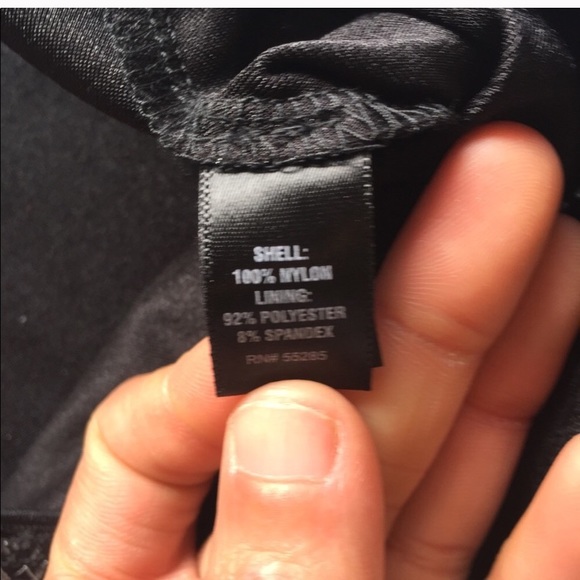 SHELL:
100% NYLON
LINING:
92% POLYESTER
8% SPANDEX
RN# 55285